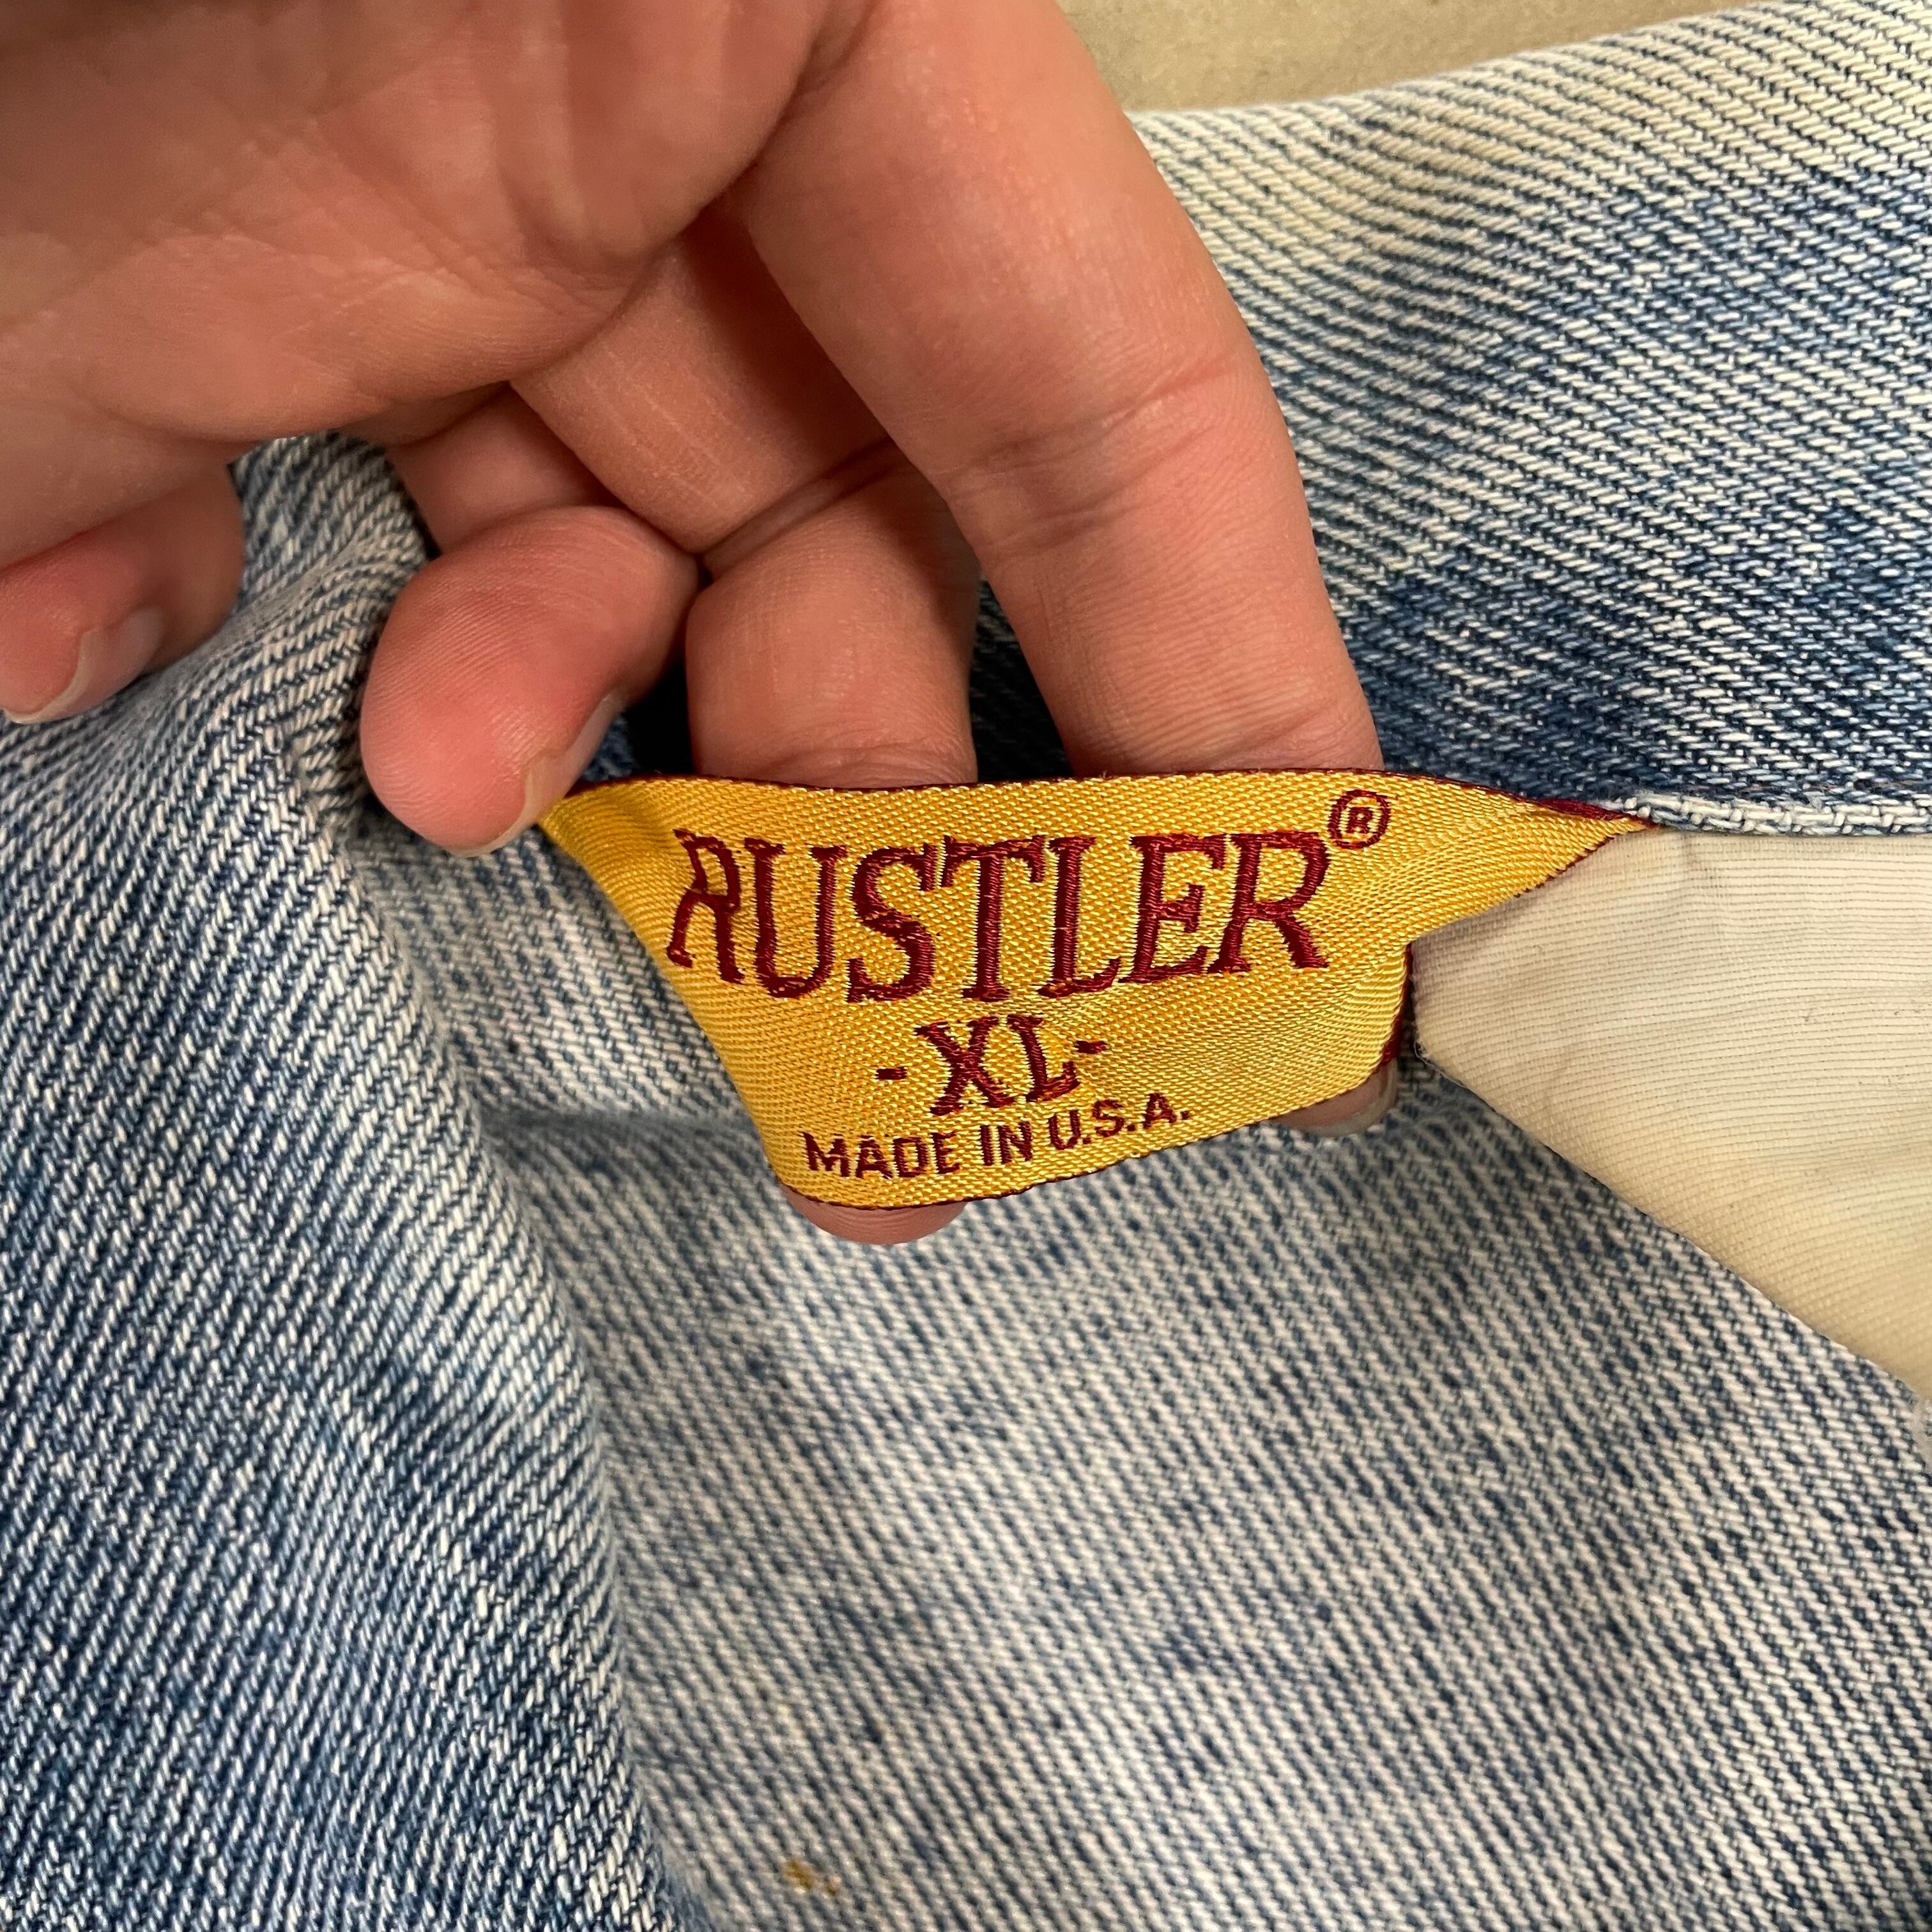 RUSTLER®
-XL-
MADE IN U.S.A.